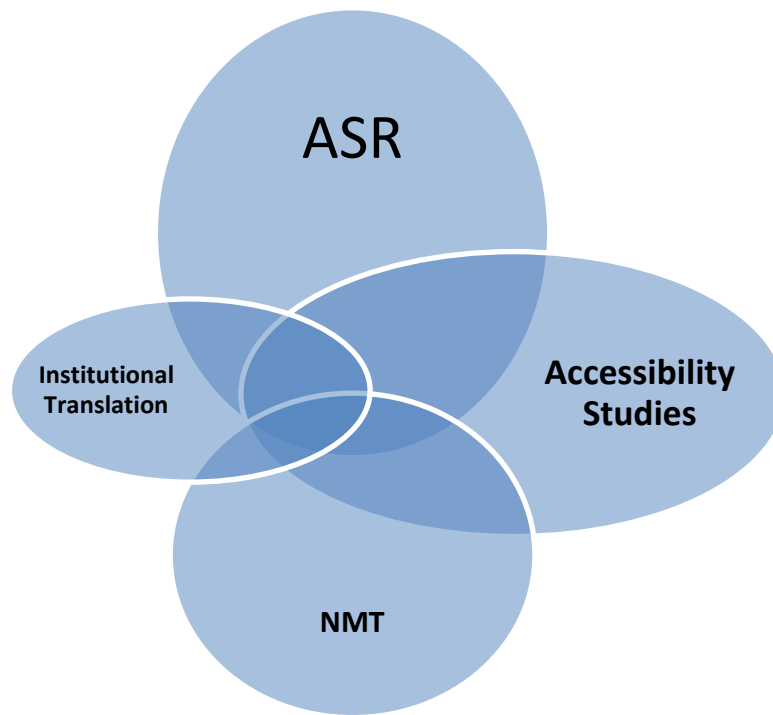 ASR
Institutional
Translation
Accessibility
Studies
NMT